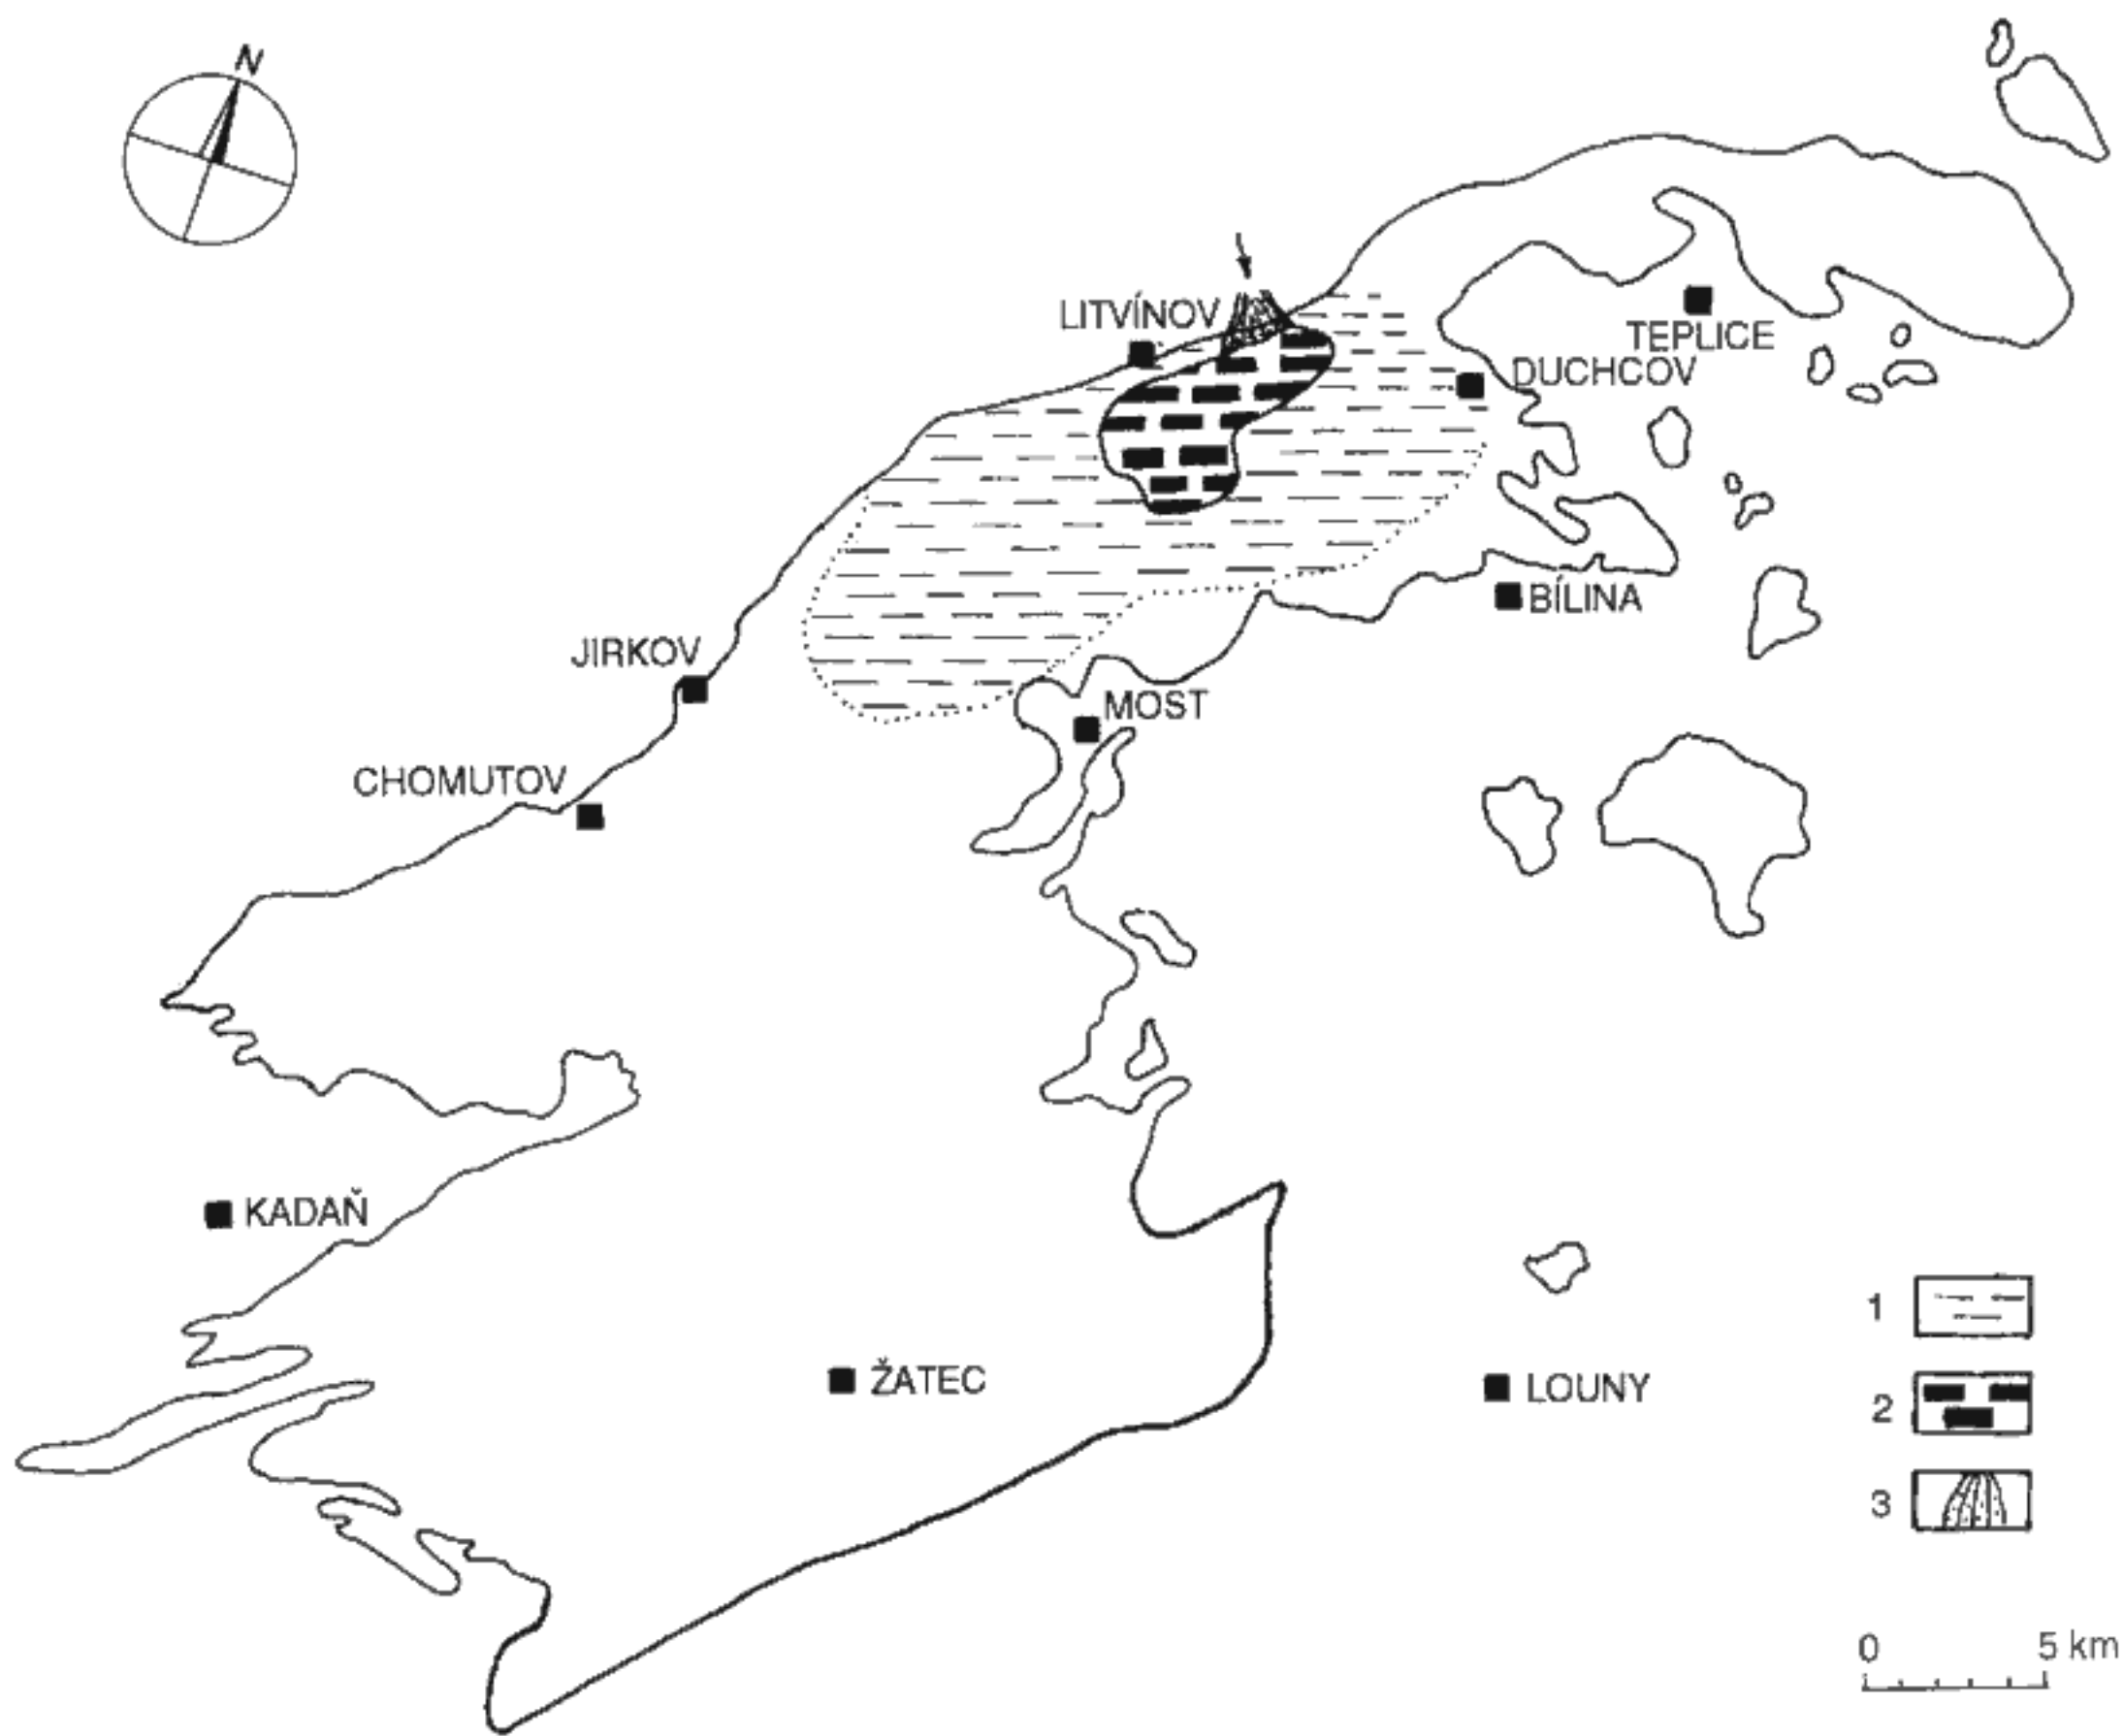 N
LITVÍNOV
TEPLICE
DUCHCOV
BÍLINA
JIRKOV
MOST
CHOMUTOV
KADAŇ
ŽATEC
LOUNY
1
2
3
0 5 km